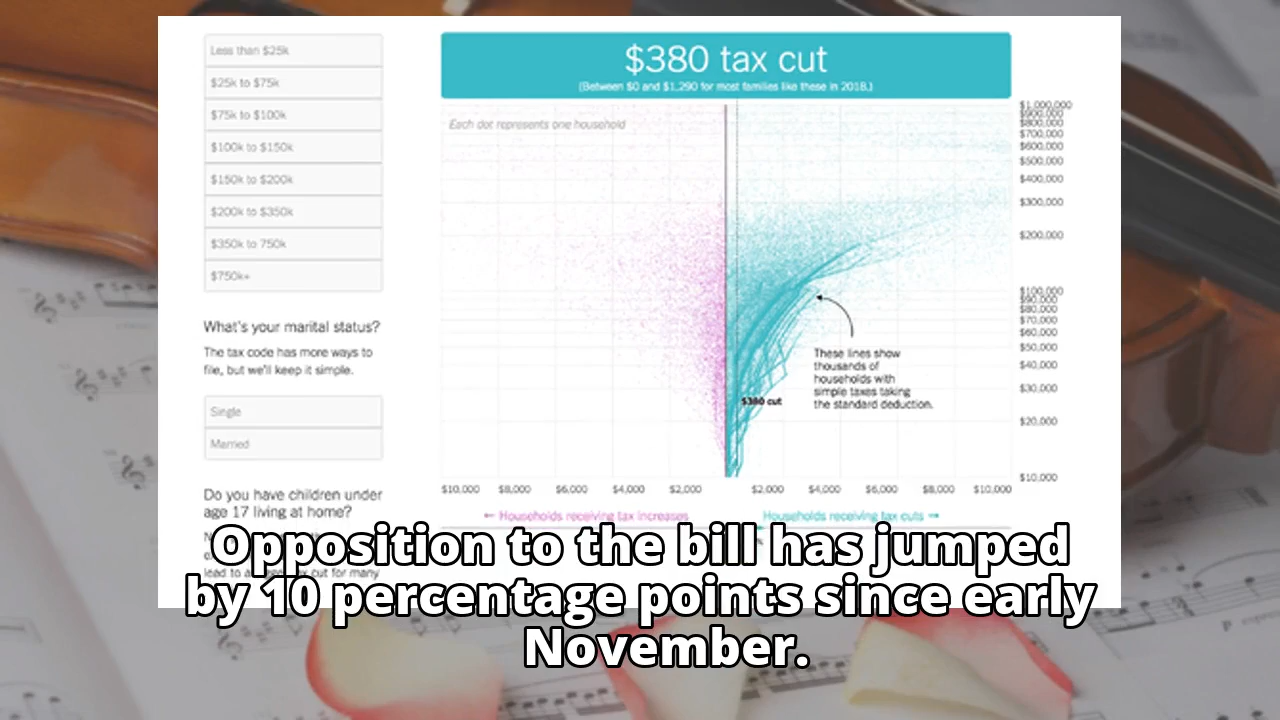 Less than $25k
$25k to $75k
$75k to $100k
$100k to $150k
$150k to $200k
$200k to $350k
$350k to 750k
$750k+
What's your marital status?
The tax code has more ways to
file, but we'll keep it simple.
Single
Married
Do you have children under
age 17 living at home?
$380 tax cut
(Between $0 and $1,290 for most families like these in 2018.)
Each dot represents one household
$1,000,000
$900,000
$800,000
$700,000
$600,000
$500,000
$400,000
$300,000
$200,000
$100,000
$90,000
$80,000
$70,000
$60,000
$50,000
$40,000
$30,000
$20,000
$10,000
These lines show
thousands of
households with
simple taxes taking
the standard deduction.
$380 cut
$10,000 $8,000 $6,000 $4,000 $2,000 $2,000 $4,000 $6,000 $8,000 $10,000
← Households receiving tax increases
Households receiving tax cuts →
cut for many
Opposition to the bill has jumped
by 10 percentage points since early
November.